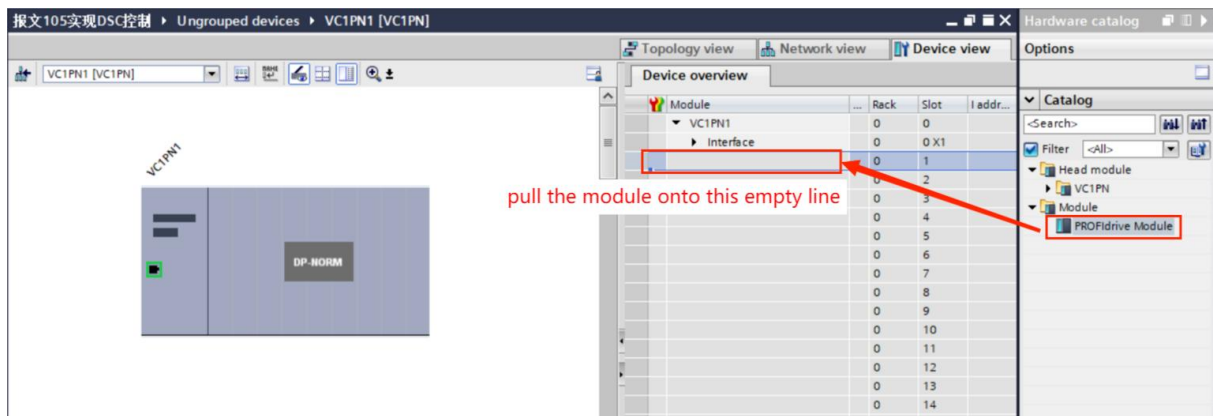 报文105实现DSC控制 ▸ Ungrouped devices ▸ VC1PN1 [VC1PN]
Hardware catalog
Topology view
Network view
Device view
Options
VC1PN1 [VC1PN]
Device overview
Module ... Rack Slot I addr...
VC1PN1 0 0
Interface 0 0 X1
0 1
0 2
0 3
0 4
0 5
0 6
0 7
0 8
0 9
0 10
0 11
0 12
0 13
0 14
pull the module onto this empty line
VC1PN1
DP-NORM
Catalog
<Search>
Filter <All>
Head module
VC1PN
Module
PROFIdrive Module